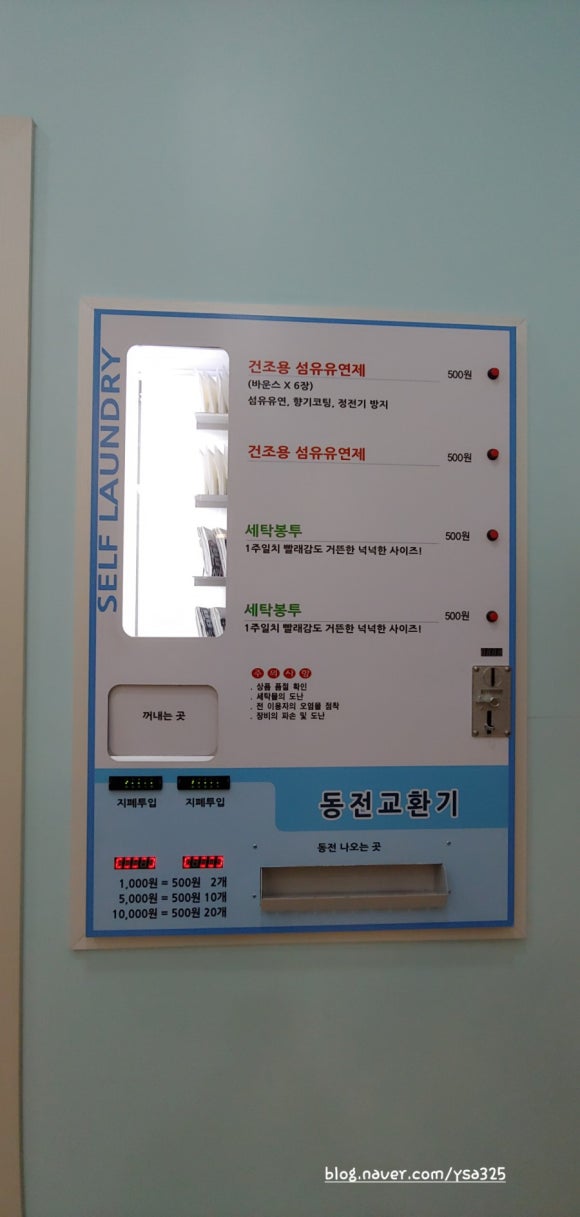 SELF LAUNDRY
건조용 섬유유연제 500원
(바운스 X 6장)
섬유유연, 향기코팅, 정전기 방지
건조용 섬유유연제 500원
세탁봉투 500원
1주일치 빨래감도 거뜬한 넉넉한 사이즈!
세탁봉투 500원
1주일치 빨래감도 거뜬한 넉넉한 사이즈!
주의사항
. 상품 품절 확인
. 세탁물의 도난
. 전 이용자의 오염물 점착
. 장비의 파손 및 도난
꺼내는 곳
지폐투입 지폐투입
동전교환기
동전 나오는 곳
1,000원 = 500원 2개
5,000원 = 500원 10개
10,000원 = 500원 20개
blog.naver.com/ysa325